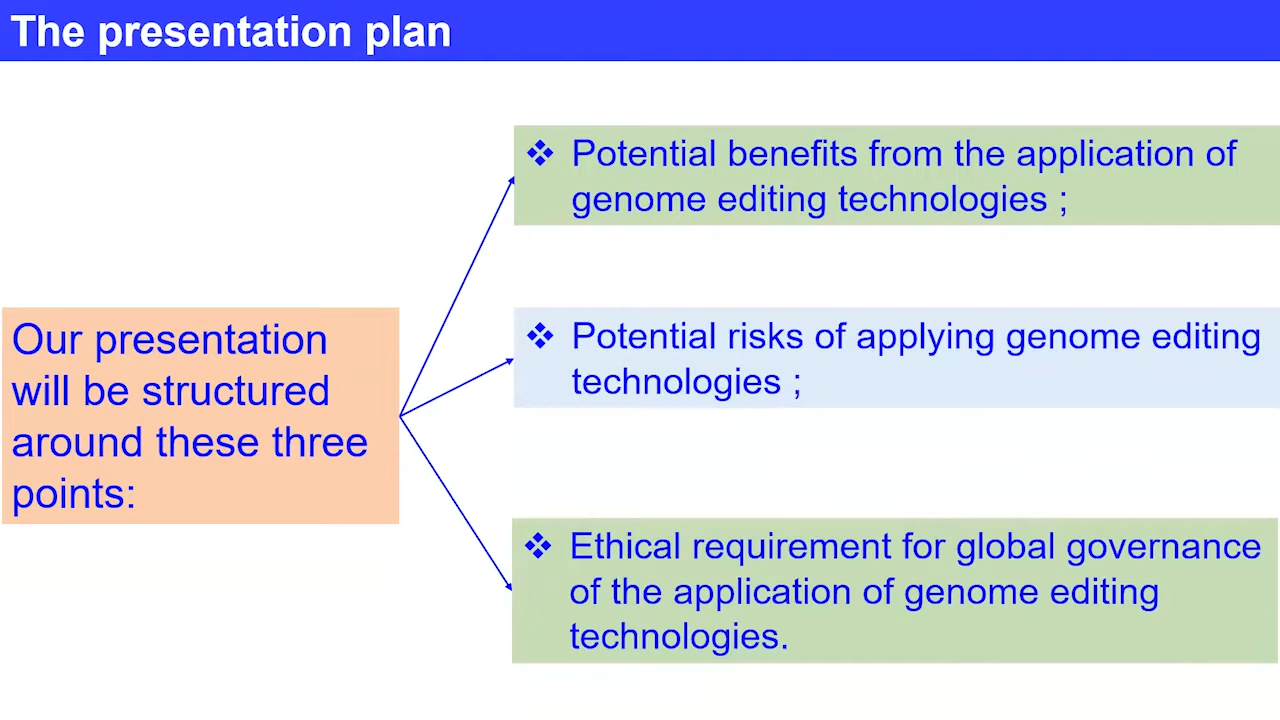 The presentation plan
Our presentation
will be structured
around these three
points:
❖ Potential benefits from the application of
genome editing technologies ;
❖ Potential risks of applying genome editing
technologies ;
❖ Ethical requirement for global governance
of the application of genome editing
technologies.